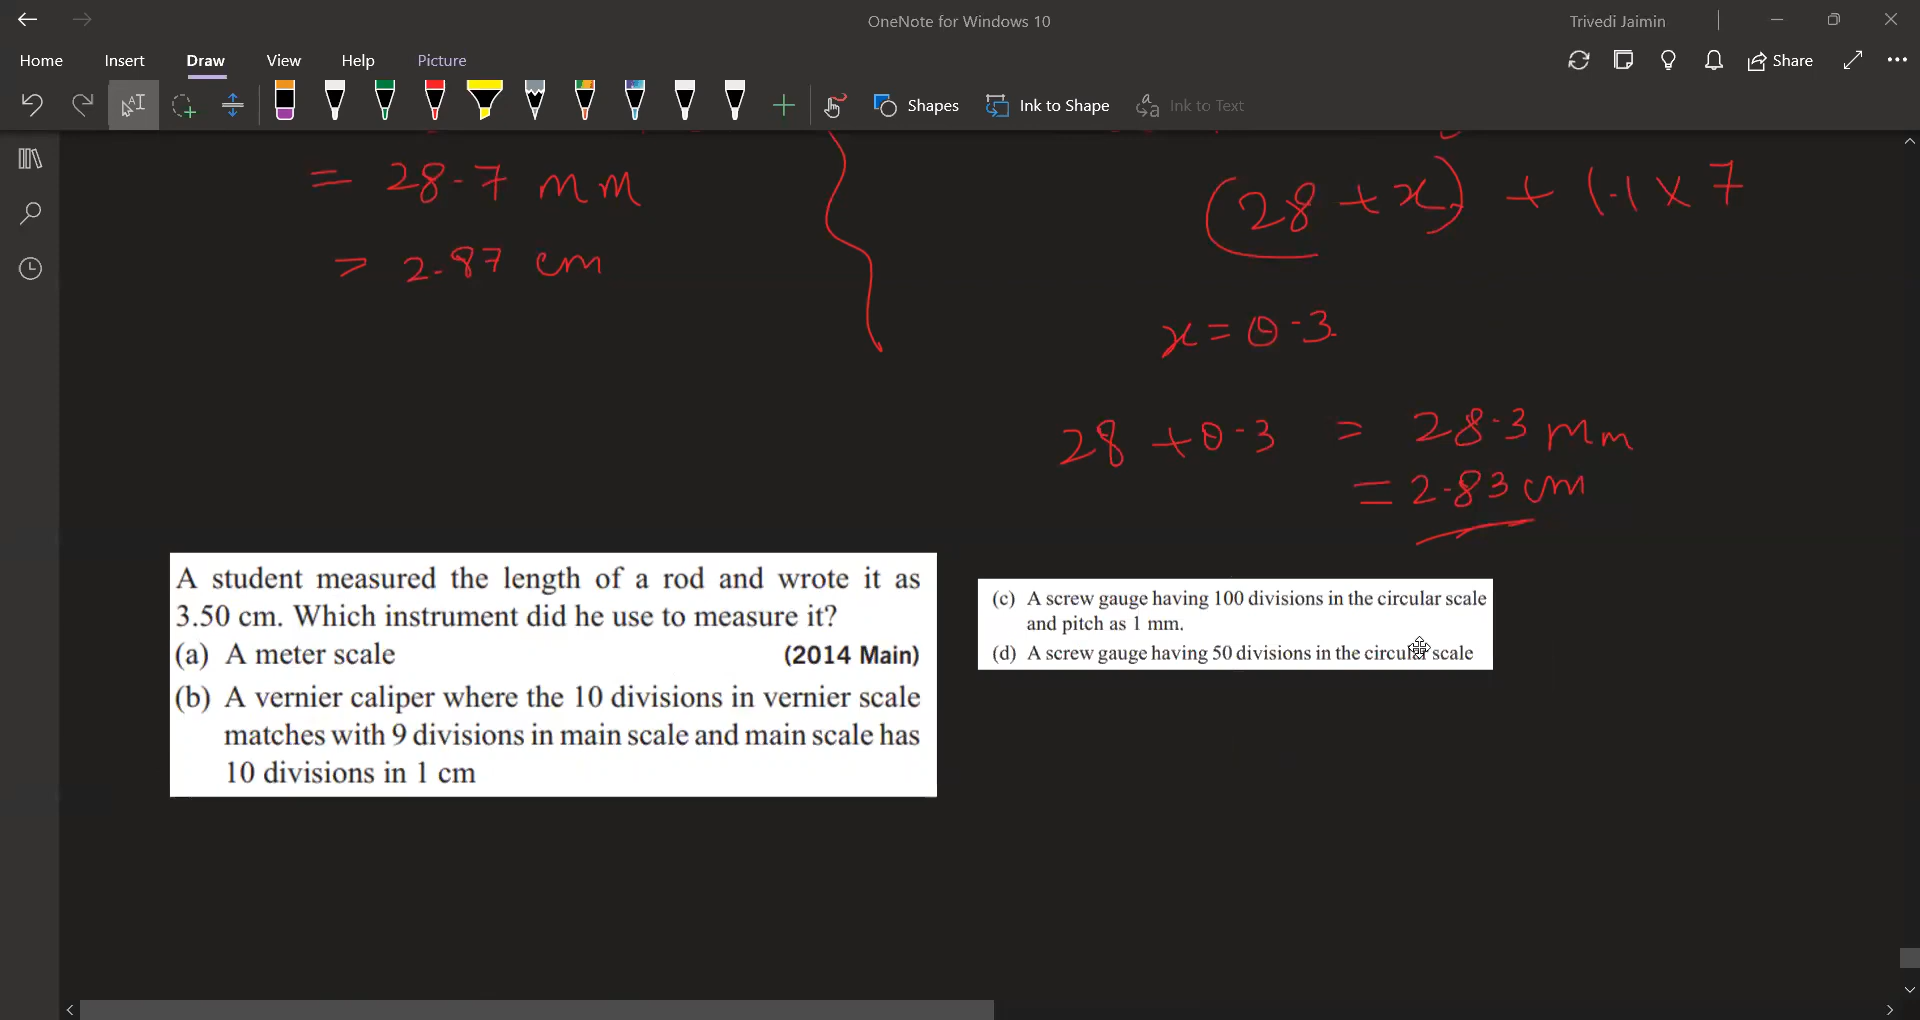 OneNote for Windows 10
Trivedi Jaimin
Home Insert Draw View Help Picture
Share
Shapes Ink to Shape Ink to Text
= 28.7 mm
= 2.87 cm
(28 + x) + 1.1 × 7
x = 0.3
28 + 0.3 = 28.3 mm
= 2.83 cm
A student measured the length of a rod and wrote it as
3.50 cm. Which instrument did he use to measure it?
(a) A meter scale (2014 Main)
(b) A vernier caliper where the 10 divisions in vernier scale
matches with 9 divisions in main scale and main scale has
10 divisions in 1 cm
(c) A screw gauge having 100 divisions in the circular scale
and pitch as 1 mm.
(d) A screw gauge having 50 divisions in the circular scale